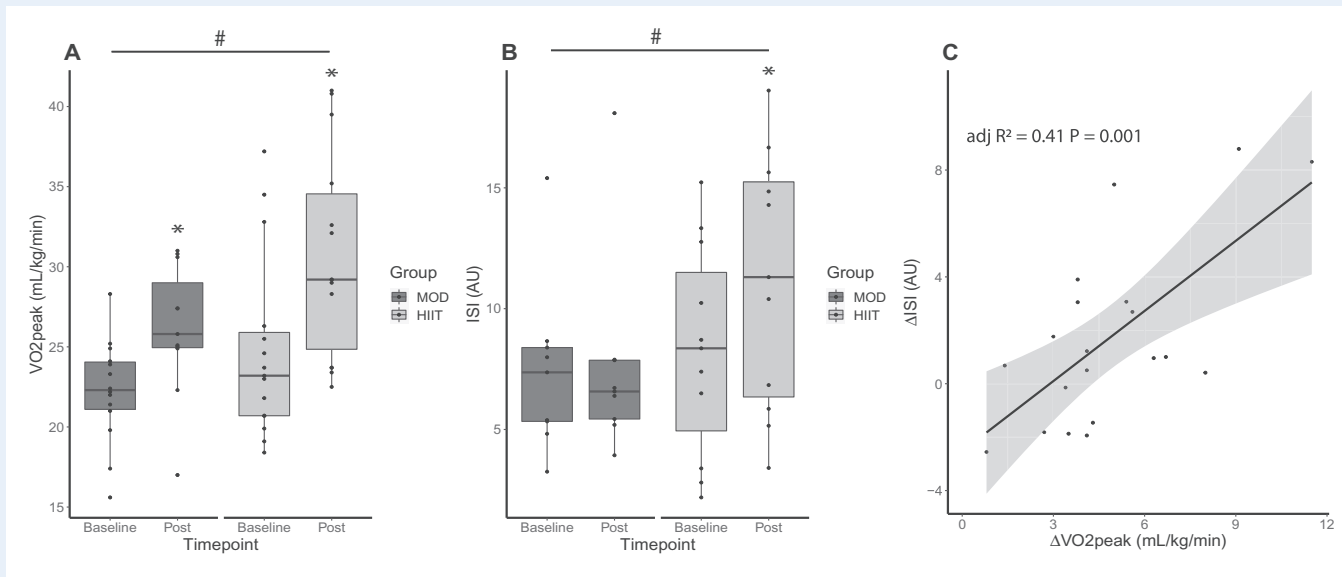 A
#
*
*
VO2peak (mL/kg/min)
40
35
30
25
20
15
Baseline
Post
Baseline
Post
Timepoint
Group
MOD
HIIT
B
#
*
ISI (AU)
15
10
5
Baseline
Post
Baseline
Post
Timepoint
Group
MOD
HIIT
C
adj R² = 0.41 P = 0.001
ΔISI (AU)
8
4
0
−4
0
3
6
9
12
ΔVO2peak (mL/kg/min)